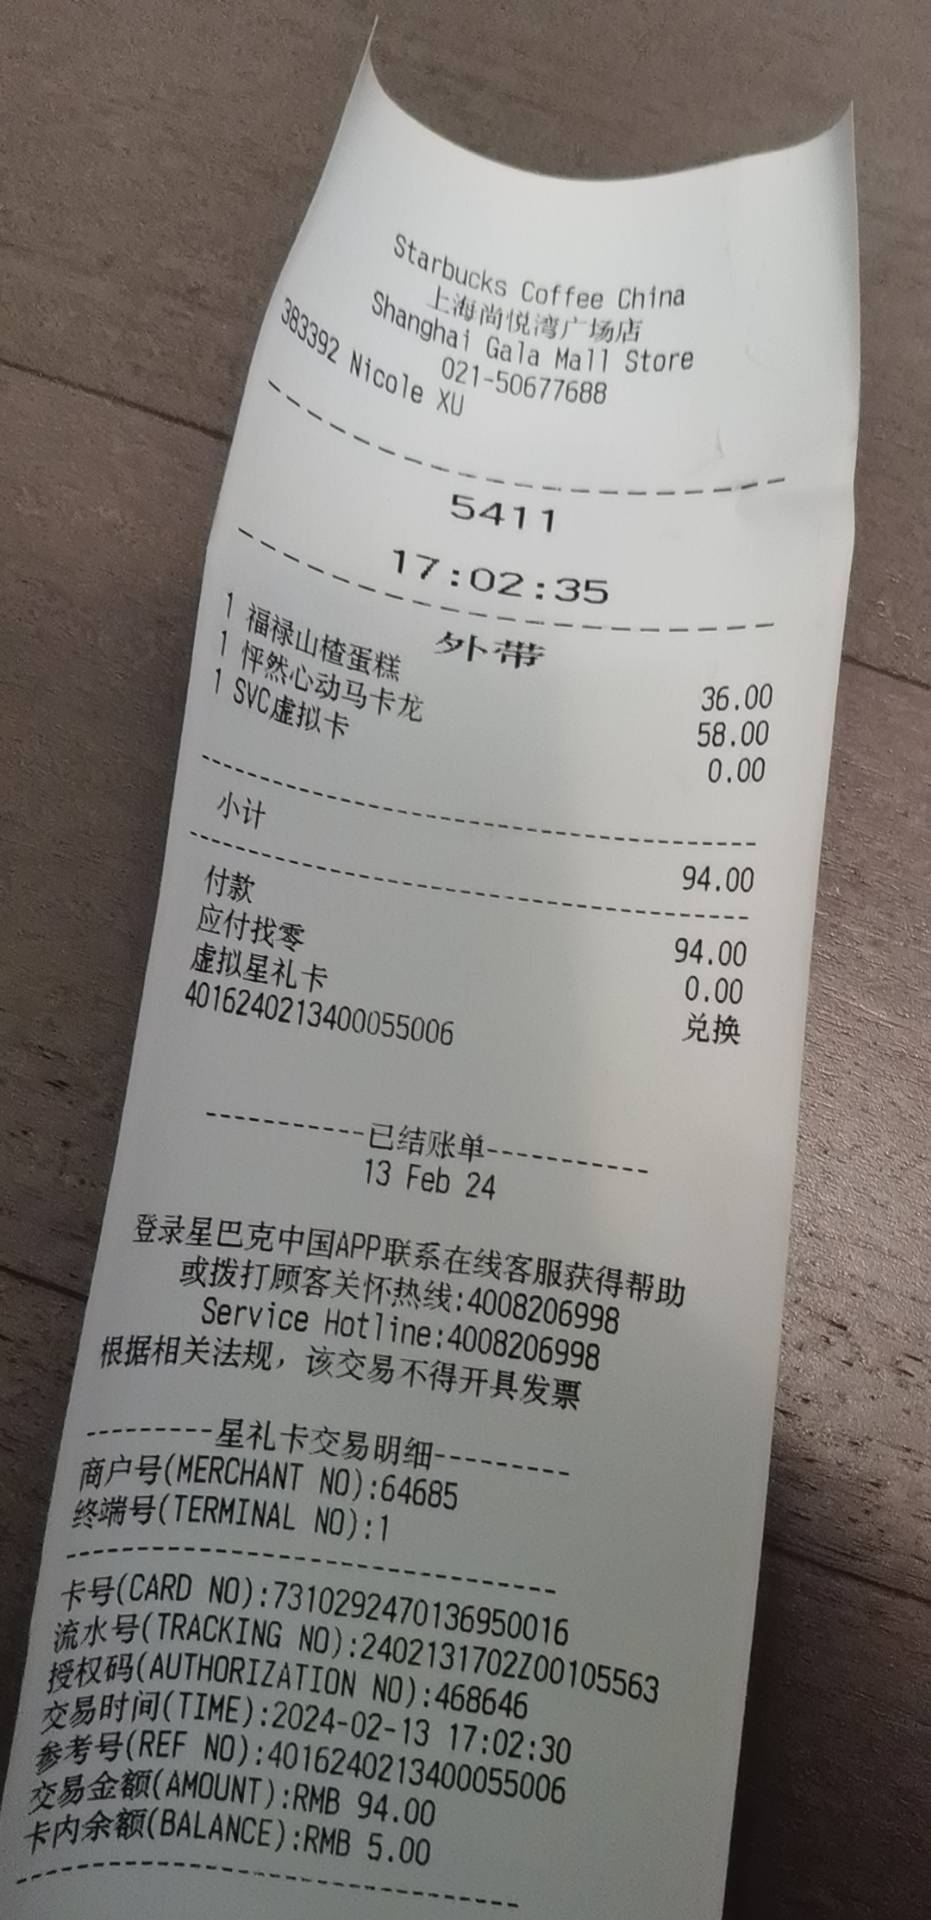 Starbucks Coffee China
上海尚悦湾广场店
Shanghai Gala Mall Store
021-50677688
383392 Nicole XU
5411
17:02:35
外带
1 福禄山楂蛋糕 36.00
1 怦然心动马卡龙 58.00
1 SVC虚拟卡 0.00
小计 94.00
付款 94.00
应付找零 0.00
虚拟星礼卡 兑换
4016240213400055006
-----------已结账单-----------
13 Feb 24
登录星巴克中国APP联系在线客服获得帮助
或拨打顾客关怀热线:4008206998
Service Hotline:4008206998
根据相关法规，该交易不得开具发票
---------星礼卡交易明细---------
商户号(MERCHANT NO):64685
终端号(TERMINAL NO):1
卡号(CARD NO):7310292470136950016
流水号(TRACKING NO):2402131702Z00105563
授权码(AUTHORIZATION NO):468646
交易时间(TIME):2024-02-13 17:02:30
参考号(REF NO):4016240213400055006
交易金额(AMOUNT):RMB 94.00
卡内余额(BALANCE):RMB 5.00